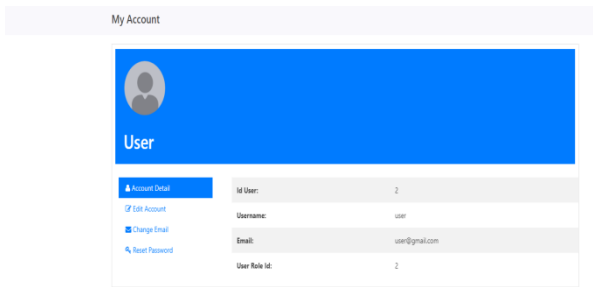 My Account
User
Account Detail
Edit Account
Change Email
Reset Password
Id User: 2
Username: user
Email: user@gmail.com
User Role Id: 2